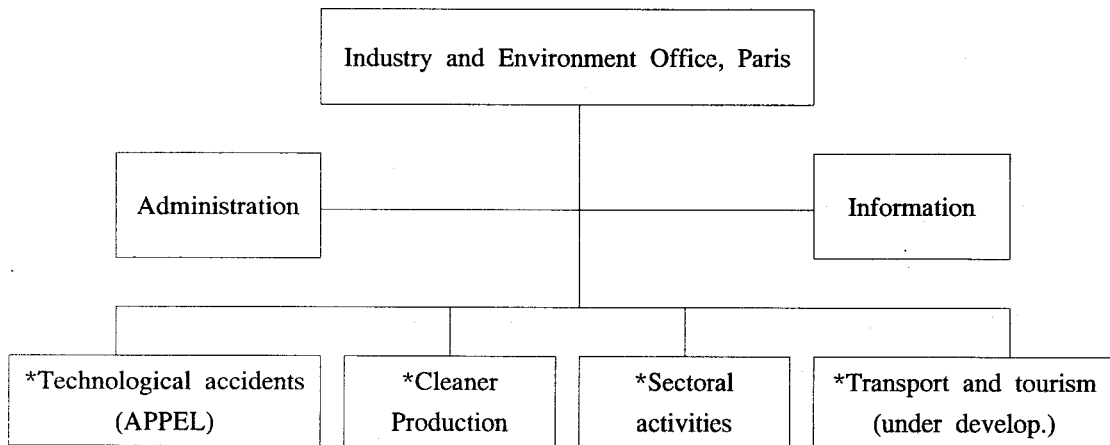 Industry and Environment Office, Paris
Administration
Information
*Technological accidents
(APPEL)
*Cleaner
Production
*Sectoral
activities
*Transport and tourism
(under develop.)